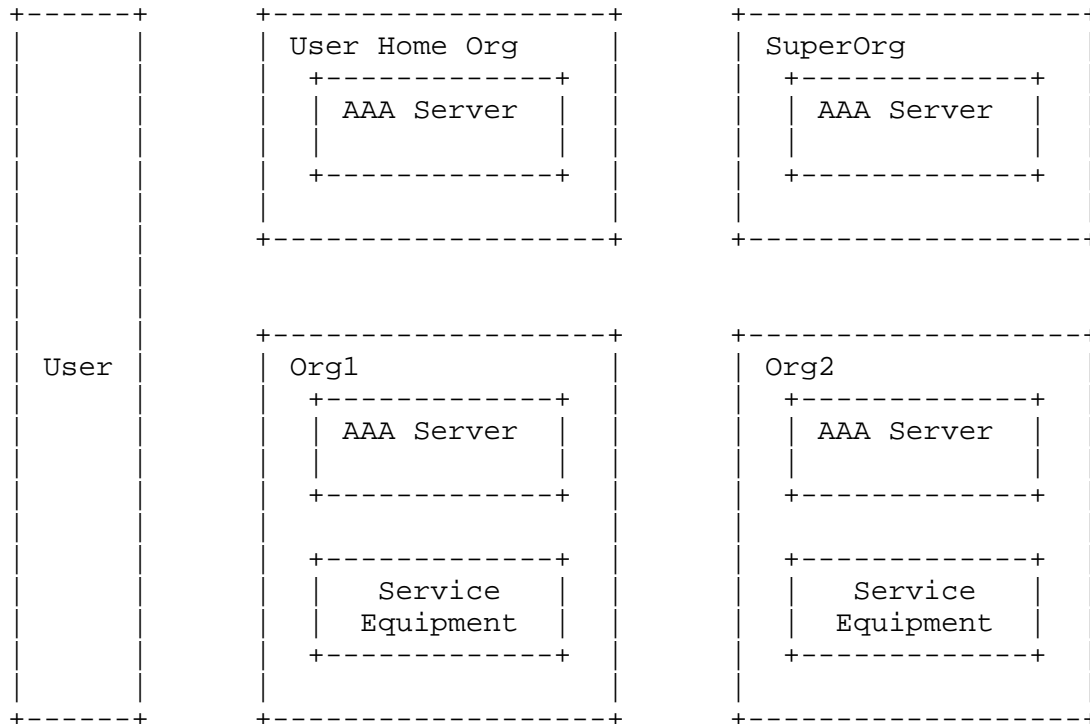 User Home Org
AAA Server
SuperOrg
AAA Server
User
Org1
AAA Server
Service
Equipment
Org2
AAA Server
Service
Equipment